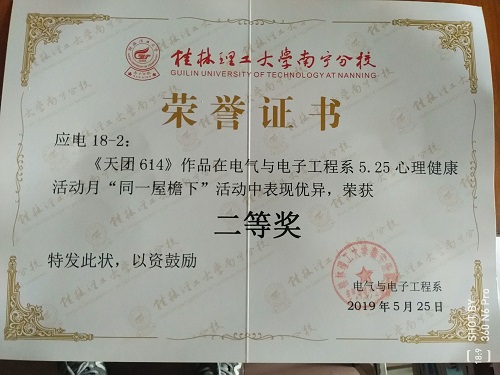 桂林理工大学南宁分校
GUILIN UNIVERSITY OF TECHNOLOGY AT NANNING
荣誉证书
应电 18-2：
《天团 614》作品在电气与电子工程系 5.25 心理健康
活动月“同一屋檐下”活动中表现优异，荣获
二等奖
特发此状，以资鼓励
电气与电子工程系
2019 年 5 月 25 日
SHOT BY
360 N6 Pro